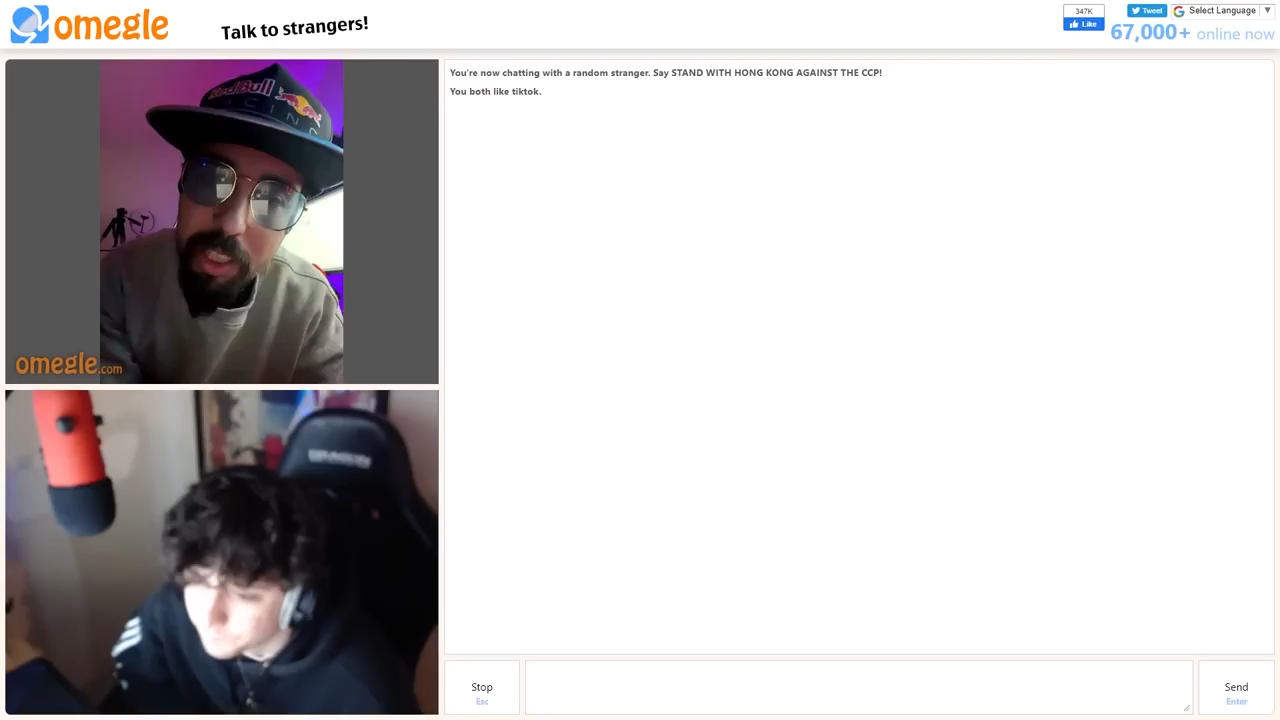 omegle
Talk to strangers!
347K
Like
Tweet
Select Language ▼
67,000+ online now
RedBull
RACING
omegle.com
You're now chatting with a random stranger. Say STAND WITH HONG KONG AGAINST THE CCP!
You both like tiktok.
Stop
Esc
Send
Enter